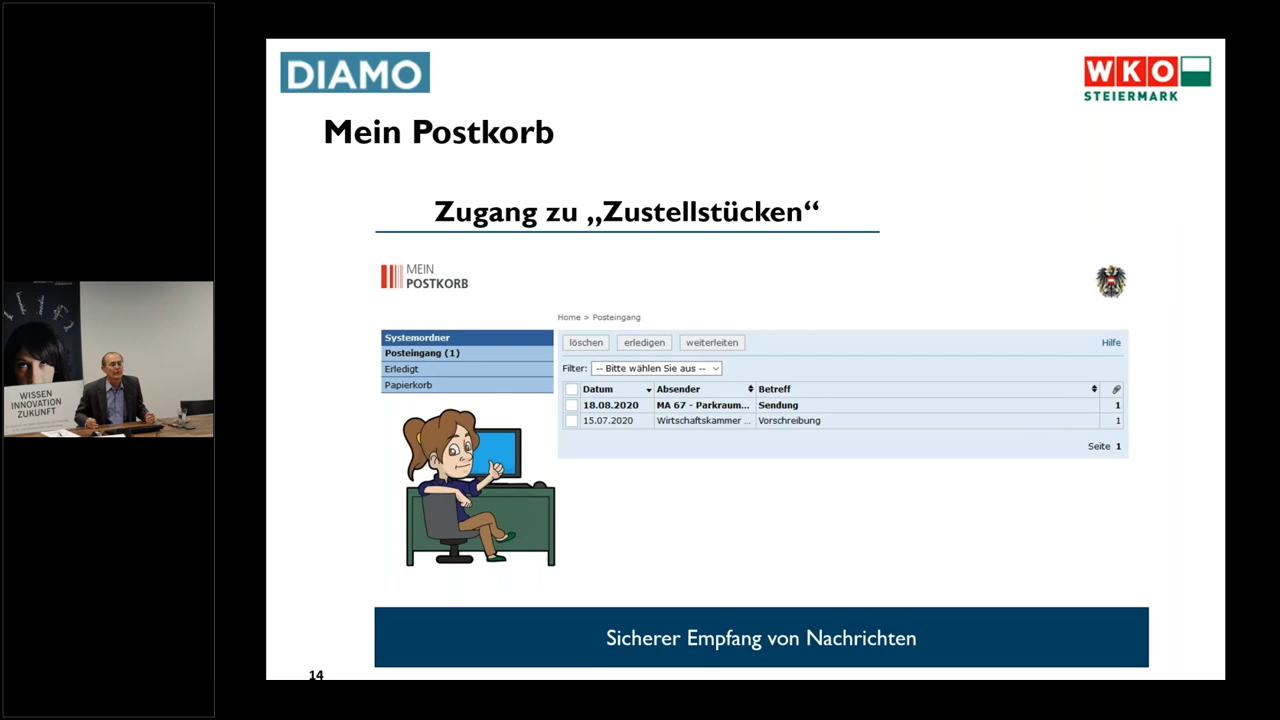 DIAMO
WKO
STEIERMARK
Mein Postkorb
Zugang zu „Zustellstücken“
MEIN
POSTKORB
Home > Posteingang
Systemordner
Posteingang (1)
Erledigt
Papierkorb
löschen erledigen weiterleiten Hilfe
Filter: -- Bitte wählen Sie aus --
Datum Absender Betreff
18.08.2020 MA 67 - Parkraum... Sendung 1
15.07.2020 Wirtschaftskammer ... Vorschreibung 1
Seite 1
WISSEN
INNOVATION
ZUKUNFT
Sicherer Empfang von Nachrichten
14